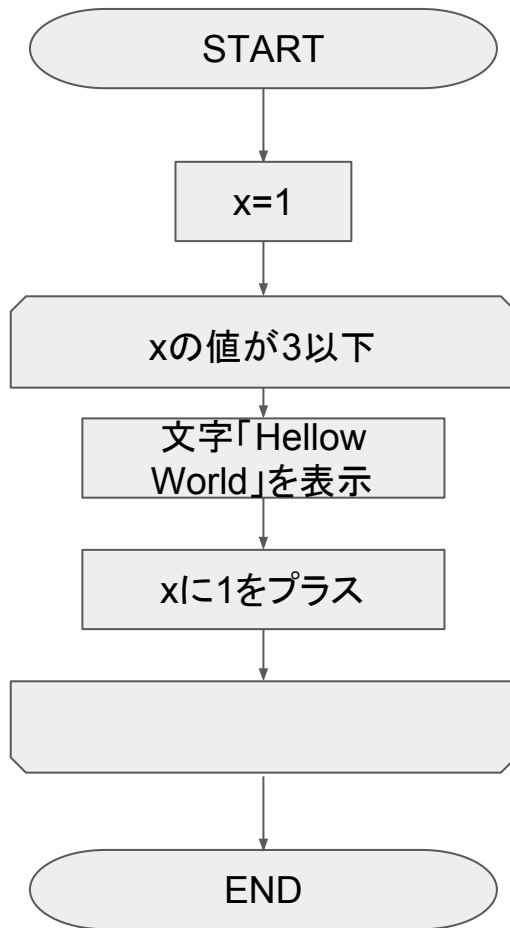 START
x=1
xの値が3以下
文字「Hellow
World」を表示
xに1をプラス
END